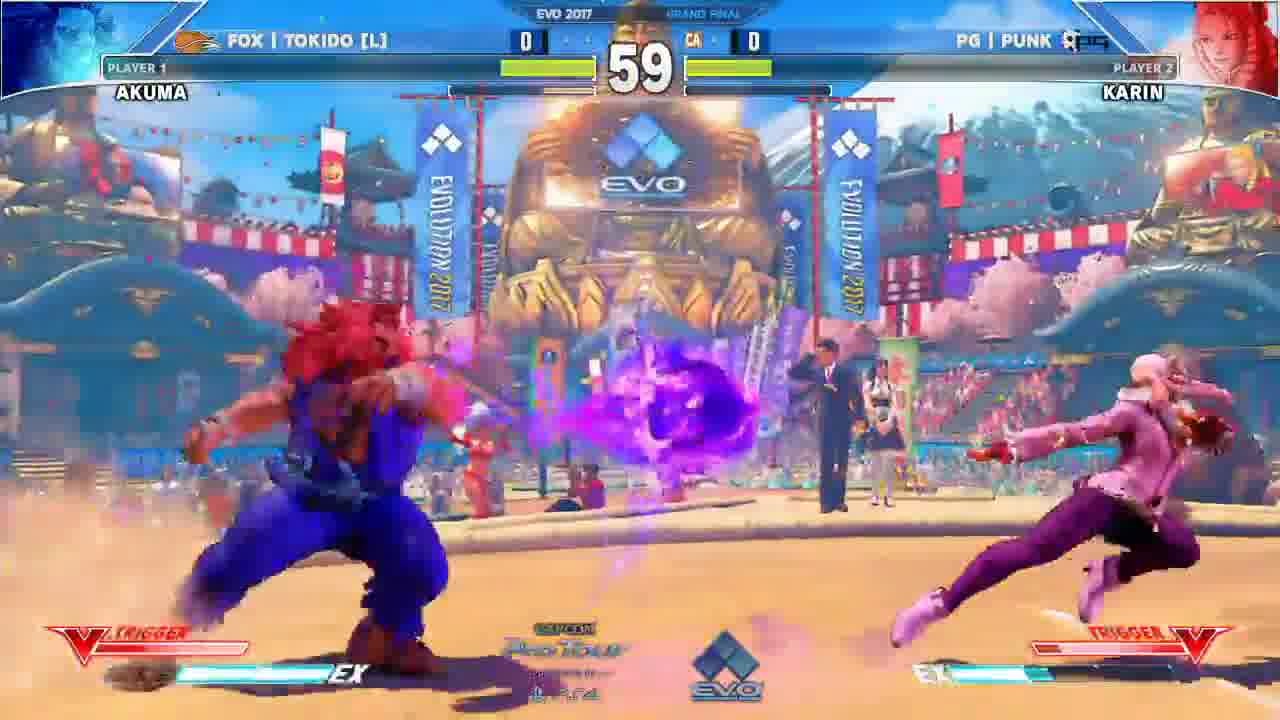 EVO 2017 GRAND FINAL
FOX | TOKIDO [L] 0 59 CA 0 PG | PUNK
PLAYER 1 PLAYER 2
AKUMA KARIN
EVO
EVOLUTION 2017
EVOLUTION 2017
V TRIGGER TRIGGER V
EX EX
CAPCOM
PRO TOUR
EVO